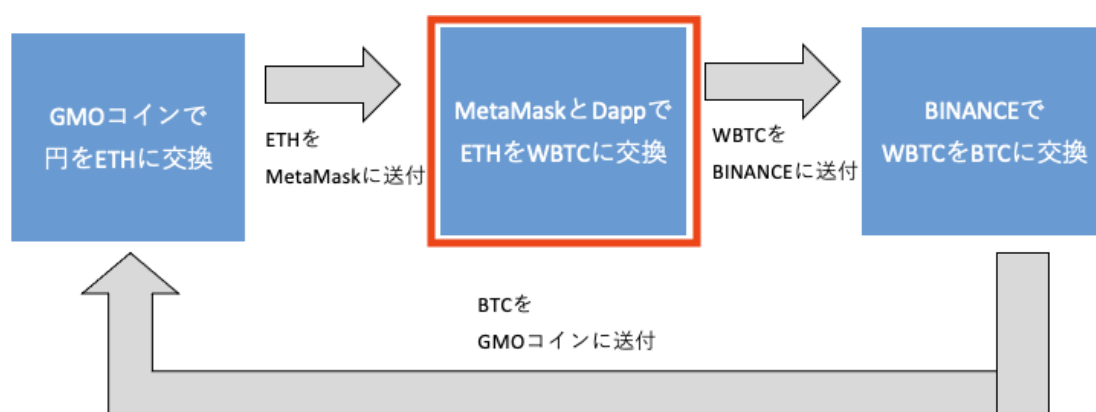 GMOコインで
円をETHに交換
ETHを
MetaMaskに送付
MetaMaskとDappで
ETHをWBTCに交換
WBTCを
BINANCEに送付
BINANCEで
WBTCをBTCに交換
BTCを
GMOコインに送付